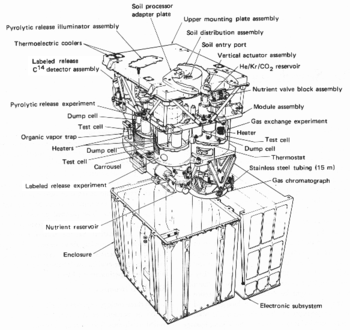 Soil processor
adapter plate
Upper mounting plate assembly
Pyrolytic release illuminator assembly
Soil distribution assembly
Thermoelectric coolers
Soil entry port
Vertical actuator assembly
Labeled release
C14 detector assembly
He/Kr/CO2 reservoir
Nutrient valve block assembly
Pyrolytic release experiment
Module assembly
Dump cell
Gas exchange experiment
Test cell
Heater
Organic vapor trap
Test cell
Heaters
Dump cell
Dump cell
Thermostat
Test cell
Stainless steel tubing (15 m)
Carrousel
Gas chromatograph
Labeled release experiment
Nutrient reservoir
Enclosure
Electronic subsystem